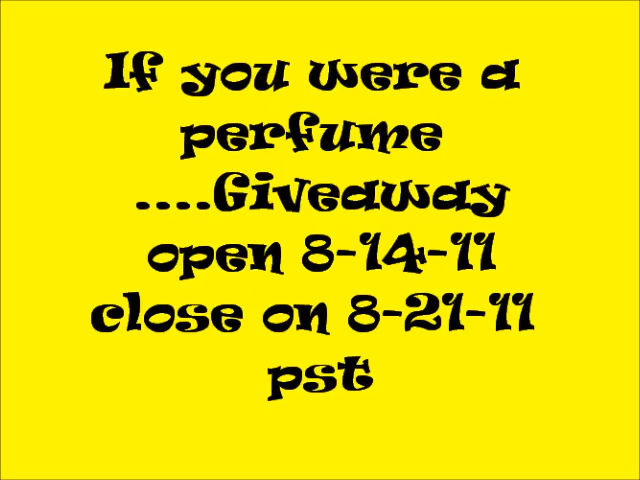 If you were a
perfume
....Giveaway
open 8-14-11
close on 8-21-11
pst